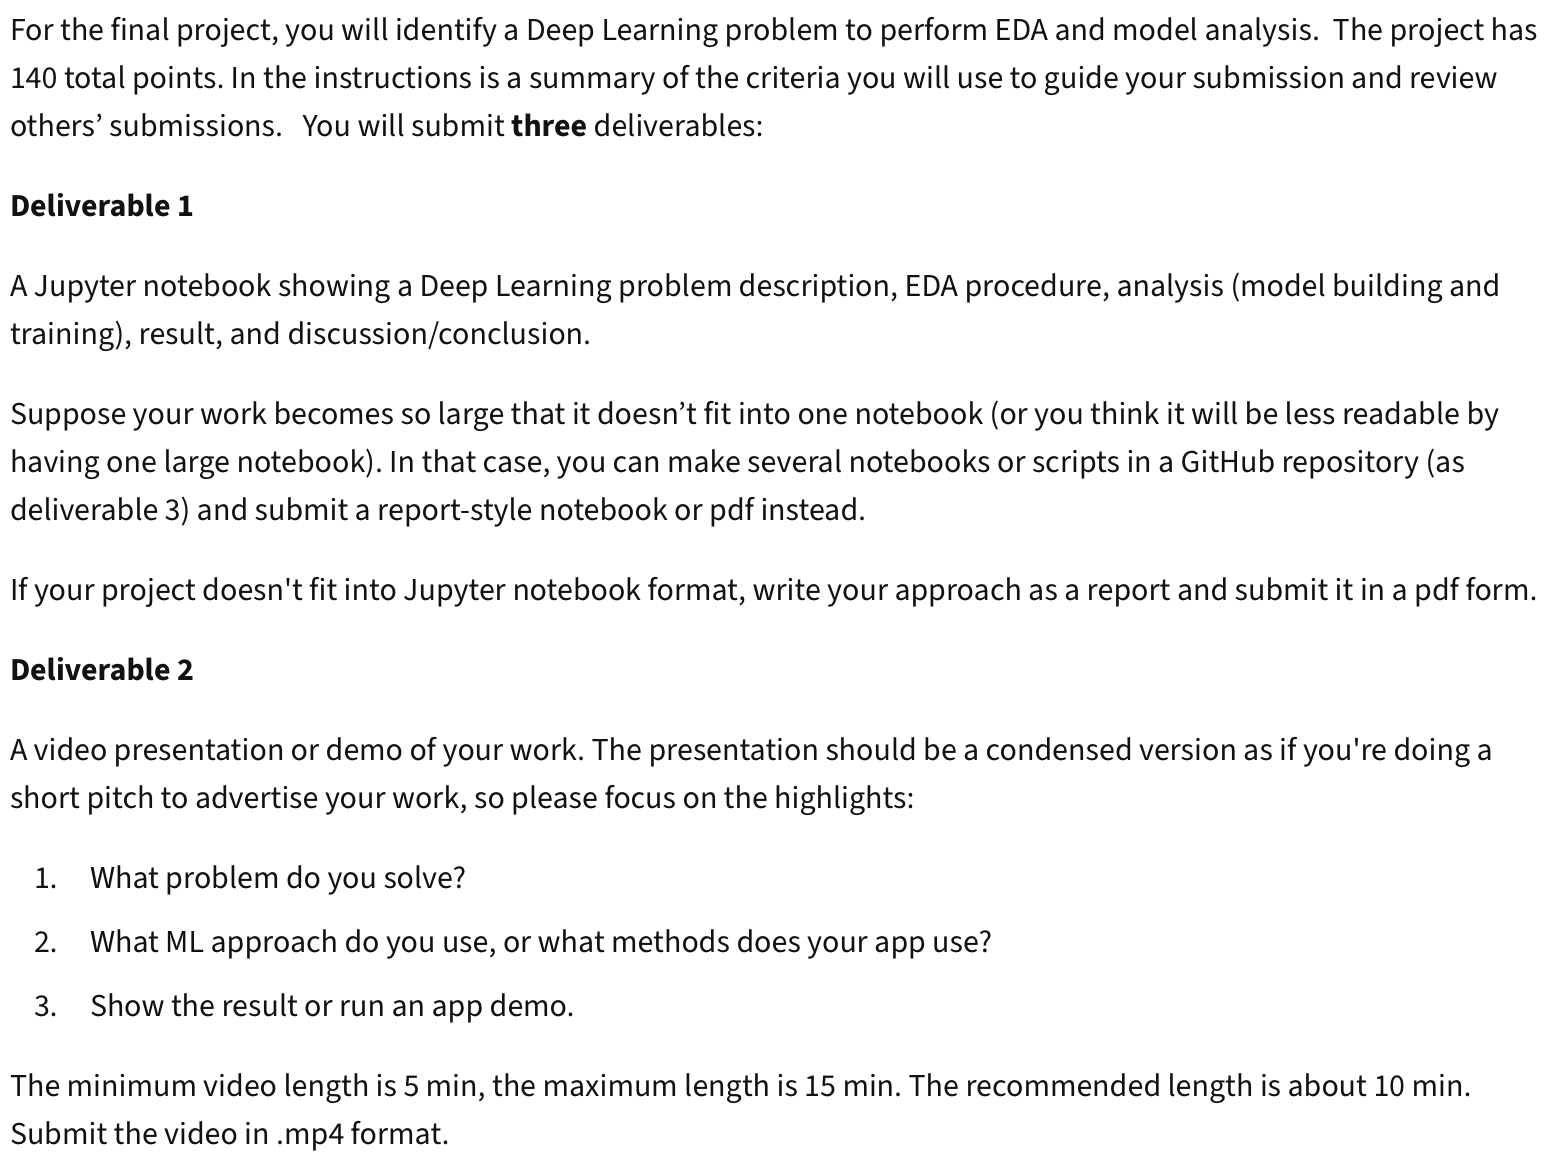 For the final project, you will identify a Deep Learning problem to perform EDA and model analysis.  The project has
140 total points. In the instructions is a summary of the criteria you will use to guide your submission and review
others’ submissions.   You will submit three deliverables:
Deliverable 1
A Jupyter notebook showing a Deep Learning problem description, EDA procedure, analysis (model building and
training), result, and discussion/conclusion.
Suppose your work becomes so large that it doesn’t fit into one notebook (or you think it will be less readable by
having one large notebook). In that case, you can make several notebooks or scripts in a GitHub repository (as
deliverable 3) and submit a report-style notebook or pdf instead.
If your project doesn't fit into Jupyter notebook format, write your approach as a report and submit it in a pdf form.
Deliverable 2
A video presentation or demo of your work. The presentation should be a condensed version as if you're doing a
short pitch to advertise your work, so please focus on the highlights:
1. What problem do you solve?
2. What ML approach do you use, or what methods does your app use?
3. Show the result or run an app demo.
The minimum video length is 5 min, the maximum length is 15 min. The recommended length is about 10 min.
Submit the video in .mp4 format.